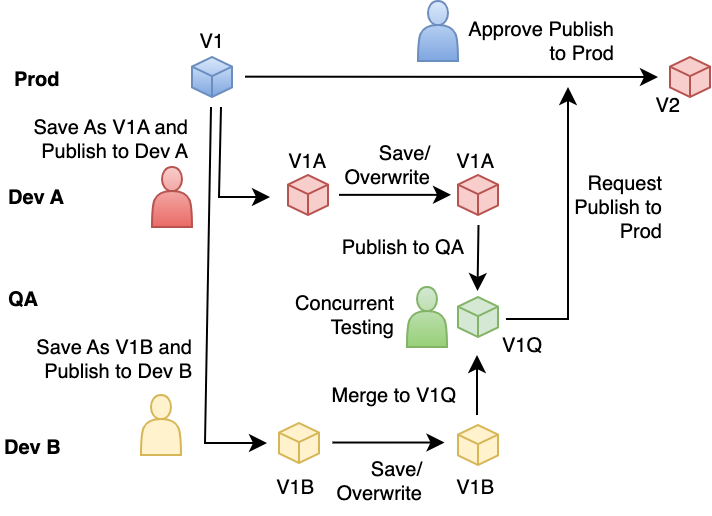 Approve Publish
to Prod
V1
Prod
V2
Save As V1A and
Publish to Dev A
V1A
Save/
Overwrite
V1A
Dev A
Request
Publish to
Prod
Publish to QA
QA
Concurrent
Testing
V1Q
Save As V1B and
Publish to Dev B
Merge to V1Q
Dev B
Save/
Overwrite
V1B
V1B